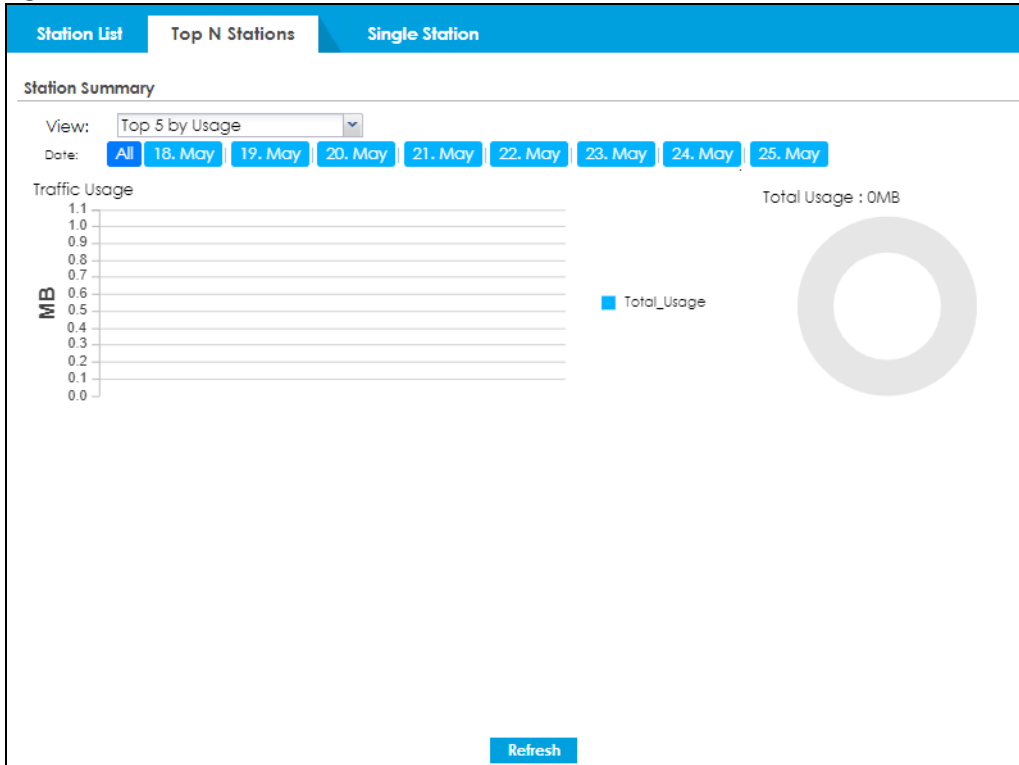 Station List Top N Stations Single Station
Station Summary
View: Top 5 by Usage
Date: All 18. May 19. May 20. May 21. May 22. May 23. May 24. May 25. May
Traffic Usage
Total Usage : 0MB
1.1
1.0
0.9
0.8
0.7
0.6
0.5
0.4
0.3
0.2
0.1
0.0
MB
Total_Usage
Refresh